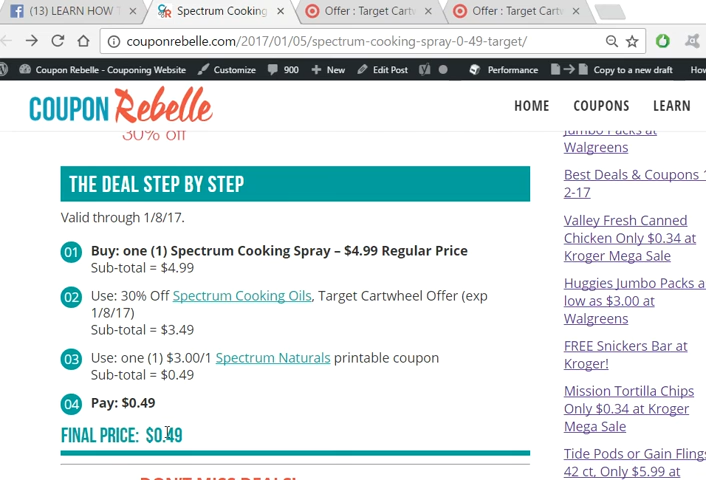 (13) LEARN HOW T
Spectrum Cooking
Offer : Target Cartw
Offer : Target Cartw
couponrebelle.com/2017/01/05/spectrum-cooking-spray-0-49-target/
Coupon Rebelle - Couponing Website
Customize
900
New
Edit Post
Performance
Copy to a new draft
How
COUPON Rebelle
HOME
COUPONS
LEARN
30% off
THE DEAL STEP BY STEP
Valid through 1/8/17.
01
Buy: one (1) Spectrum Cooking Spray – $4.99 Regular Price
Sub-total = $4.99
02
Use: 30% Off Spectrum Cooking Oils, Target Cartwheel Offer (exp
1/8/17)
Sub-total = $3.49
03
Use: one (1) $3.00/1 Spectrum Naturals printable coupon
Sub-total = $0.49
04
Pay: $0.49
FINAL PRICE: $0.49
DON'T MISS DEALS!
Jumbo Packs at
Walgreens
Best Deals & Coupons 1
2-17
Valley Fresh Canned
Chicken Only $0.34 at
Kroger Mega Sale
Huggies Jumbo Packs a
low as $3.00 at
Walgreens
FREE Snickers Bar at
Kroger!
Mission Tortilla Chips
Only $0.34 at Kroger
Mega Sale
Tide Pods or Gain Flings
42 ct. Only $5.99 at